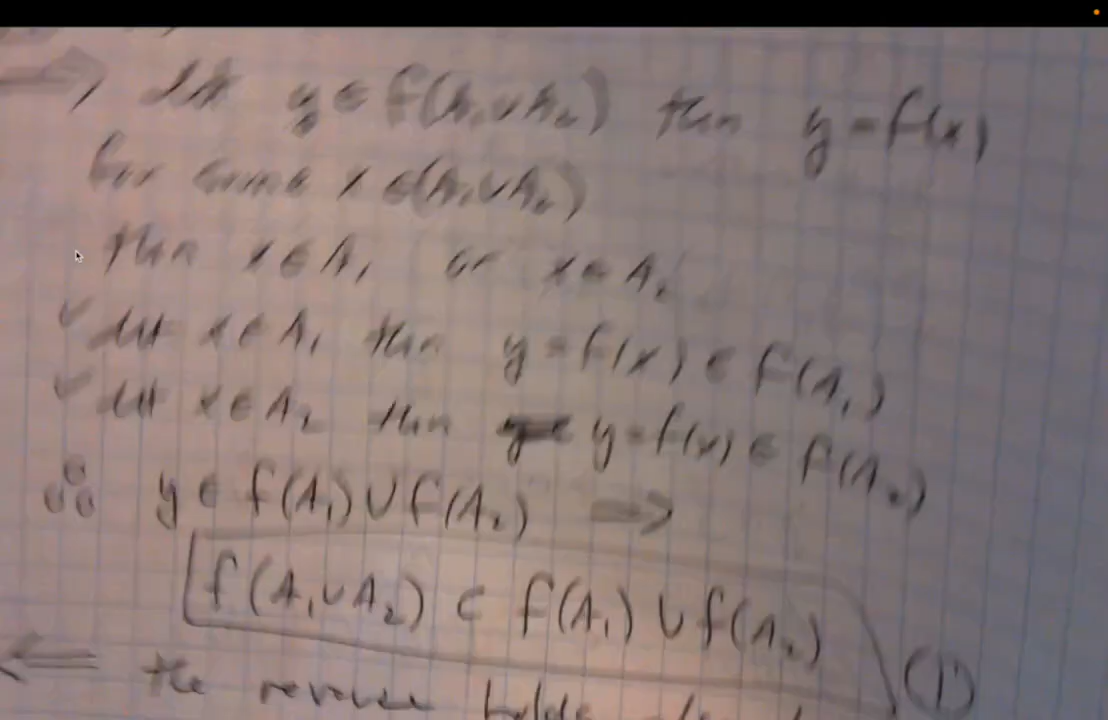 ⟹, let y ∈ f(A₁∪A₂) then y = f(x)
for some x ∈ (A₁∪A₂)
then x ∈ A₁ or x ∈ A₂
✓ let x ∈ A₁ then y = f(x) ∈ f(A₁)
✓ let x ∈ A₂ then y = f(x) ∈ f(A₂)
∴ y ∈ f(A₁) ∪ f(A₂) ⟹
f(A₁∪A₂) ⊂ f(A₁) ∪ f(A₂) (1)
⟸ the reverse holds